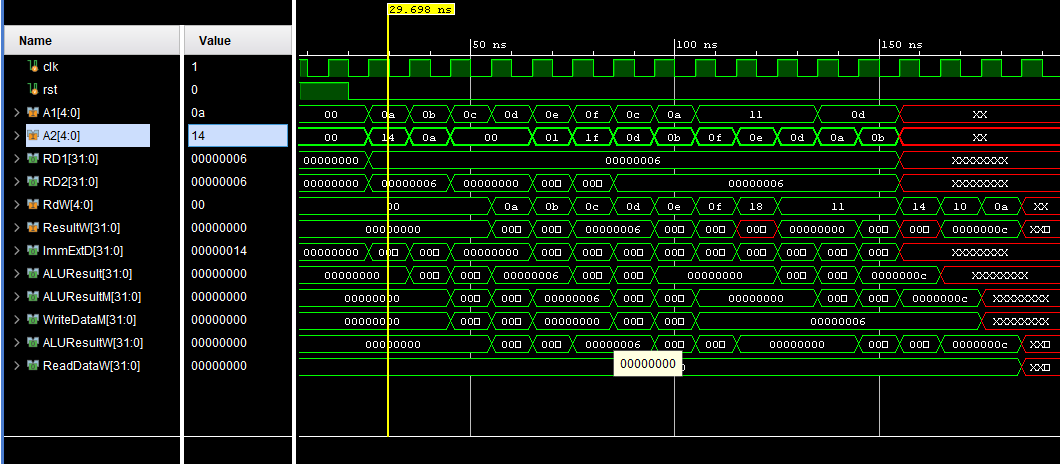 29.698 ns
Name Value
50 ns 100 ns 150 ns
clk 1
rst 0
A1[4:0] 0a 00 0a 0b 0c 0d 0e 0f 0c 0a 11 0d XX
A2[4:0] 14 00 14 0a 00 01 1f 0d 0b 0f 0e 0d 0a 0b XX
RD1[31:0] 00000006 00000000 00000006 XXXXXXXX
RD2[31:0] 00000006 00000000 00000006 00000000 00□ 00□ 00000006 XXXXXXXX
RdW[4:0] 00 00 0a 0b 0c 0d 0e 0f 18 11 14 10 0a XX
ResultW[31:0] 00000000 00000000 00□ 00□ 00000006 00□ 00□ 00□ 00000000 00□ 00□ 0000000c XX□
ImmExtD[31:0] 00000014 00000000 00□ 00□ 00000000 00□ 00□ 00□ 00□ 00□ 00000000 00□ 00□ 00□ XXXXXXXX
ALUResult[31:0] 00000000 00000000 00□ 00□ 00000006 00□ 00□ 00000000 00□ 00□ 0000000c XXXXXXXX
ALUResultM[31:0] 00000000 00000000 00□ 00□ 00000006 00□ 00□ 00000000 00□ 00□ 0000000c XXXXXXXX
WriteDataM[31:0] 00000000 00000000 00□ 00□ 00000000 00□ 00□ 00000006 XXXXXXXX
ALUResultW[31:0] 00000000 00000000 00□ 00□ 00000006 00□ 00□ 00000000 00□ 00□ 0000000c XX□
ReadDataW[31:0] 00000000 00000000 0 XX□